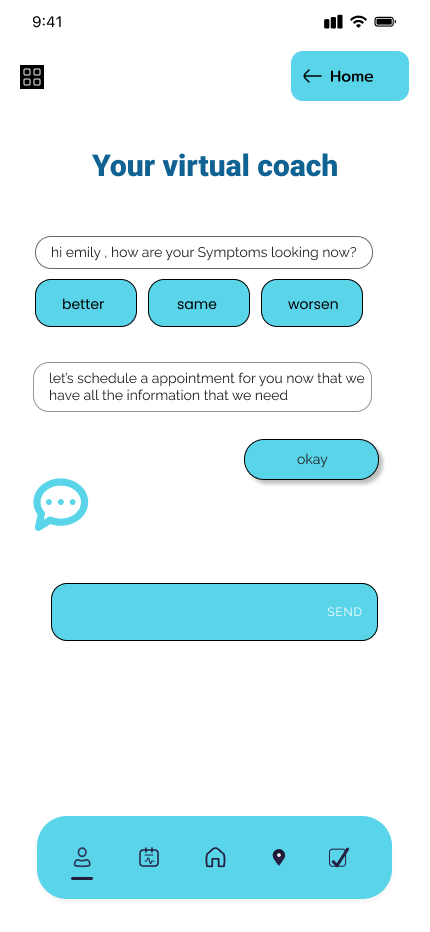 9:41
Home
Your virtual coach
hi emily , how are your Symptoms looking now?
better same worsen
let's schedule a appointment for you now that we
have all the information that we need
okay
SEND